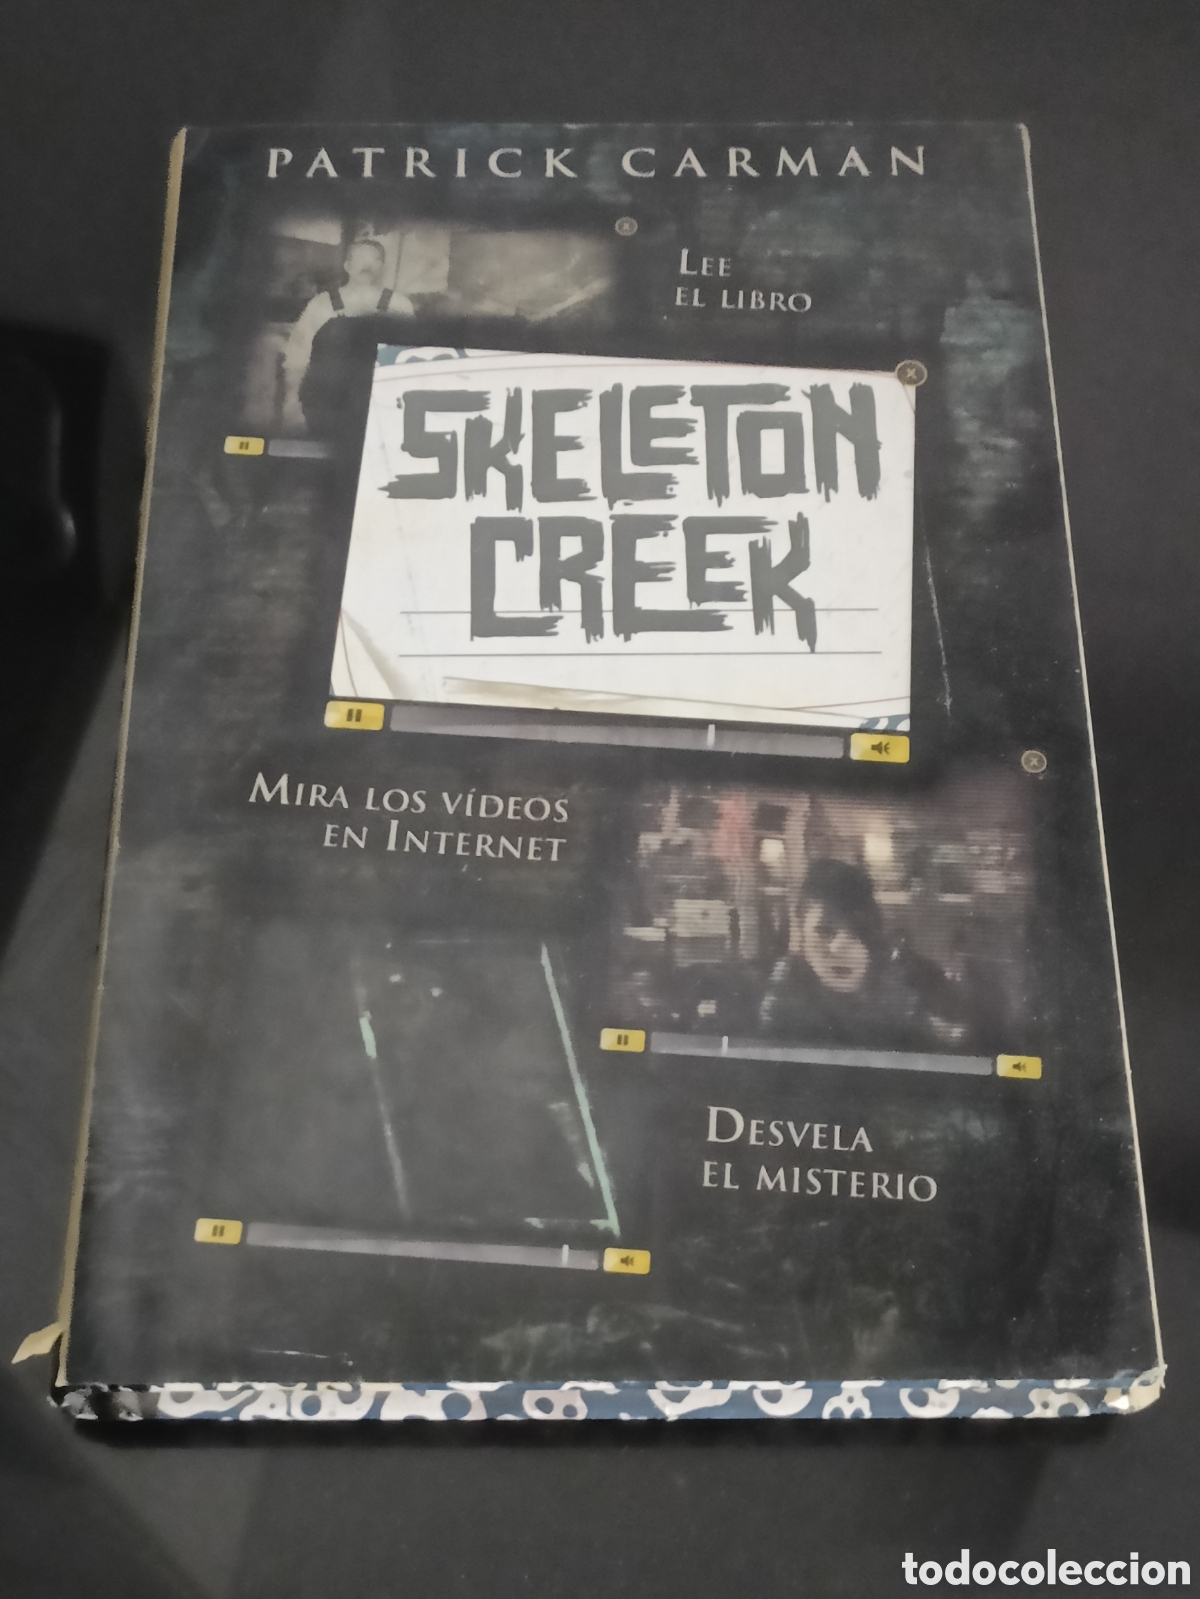 PATRICK CARMAN
LEE
EL LIBRO
SKELETON
CREEK
MIRA LOS VÍDEOS
EN INTERNET
DESVELA
EL MISTERIO
todocoleccion